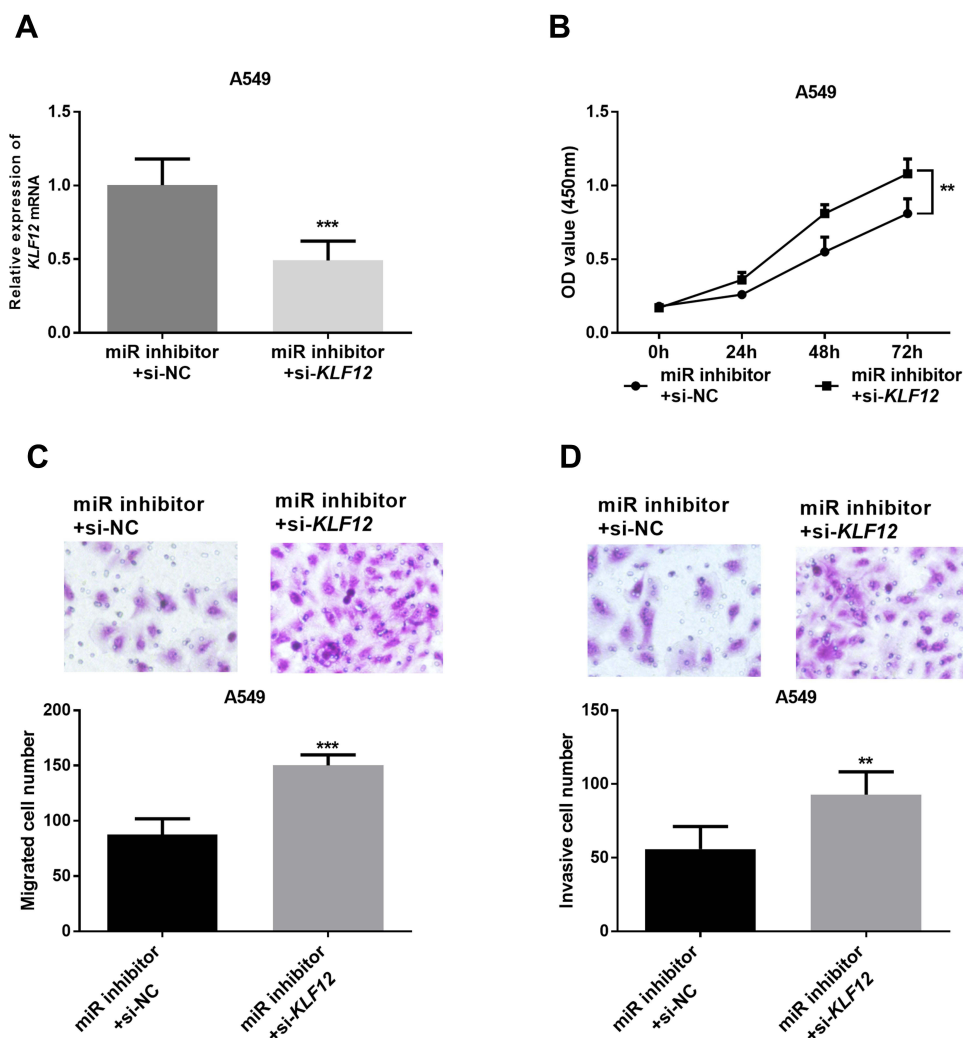 A
A549
Relative expression of
KLF12 mRNA
1.5
1.0
0.5
0.0
***
miR inhibitor
+si-NC
miR inhibitor
+si-KLF12
B
A549
OD value (450nm)
1.5
1.0
0.5
0.0
**
0h 24h 48h 72h
miR inhibitor
+si-NC
miR inhibitor
+si-KLF12
C
miR inhibitor
+si-NC
miR inhibitor
+si-KLF12
A549
Migrated cell number
200
150
100
50
0
***
miR inhibitor
+si-NC
miR inhibitor
+si-KLF12
D
miR inhibitor
+si-NC
miR inhibitor
+si-KLF12
A549
Invasive cell number
150
100
50
0
**
miR inhibitor
+si-NC
miR inhibitor
+si-KLF12